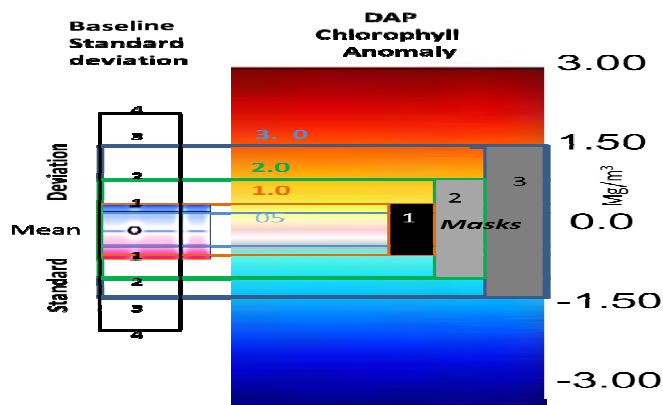 Baseline
Standard
deviation
DAP
Chlorophyll
Anomaly
3.00
1.50
0.0
-1.50
-3.00
Mg/m³
4
3
2
1
0
1
2
3
4
Deviation
Mean
Standard
3. 0
2.0
1.0
05
1
2
3
Masks